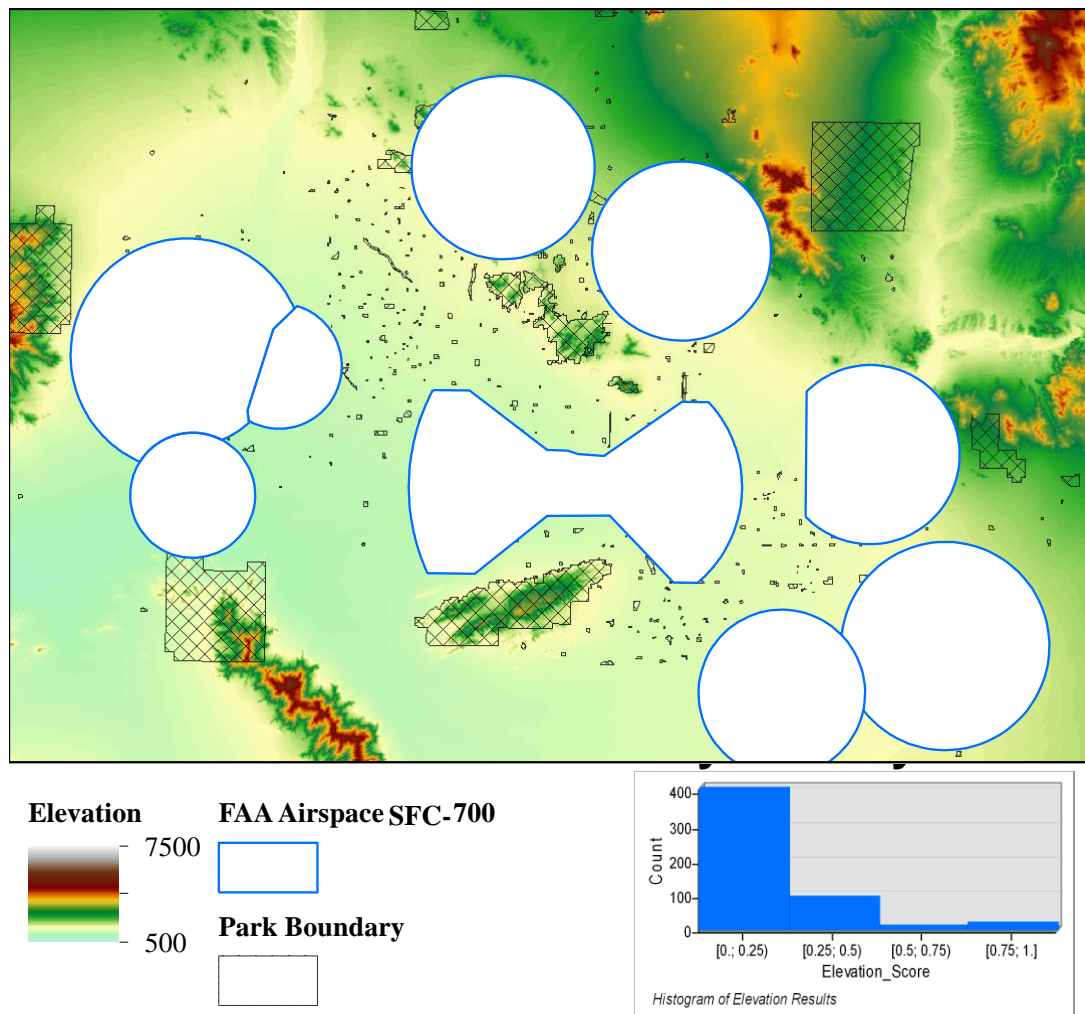 Elevation
7500
500
FAA Airspace SFC-700
Park Boundary
400
300
200
100
0
Count
[0.; 0.25)
[0.25; 0.5)
[0.5; 0.75)
[0.75; 1.]
Elevation_Score
Histogram of Elevation Results